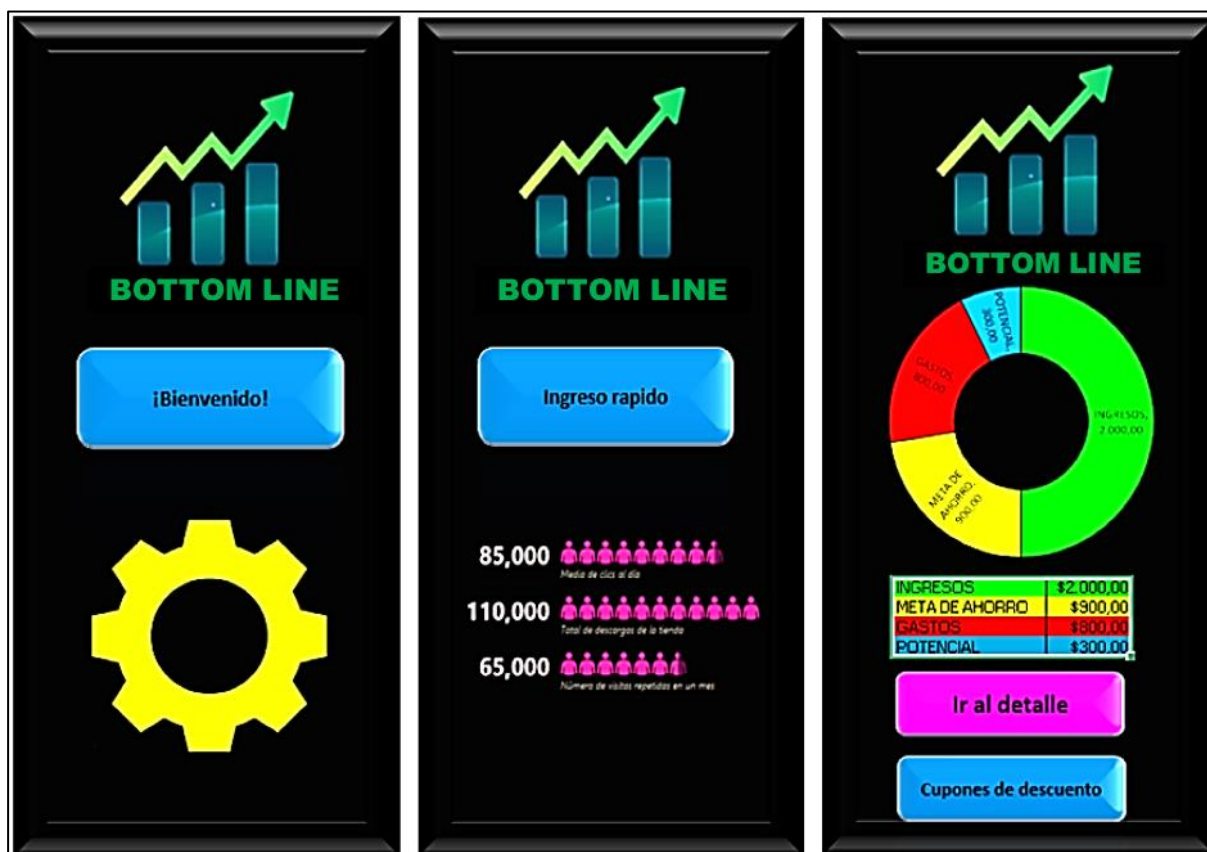 BOTTOM LINE
¡Bienvenido!
BOTTOM LINE
Ingreso rapido
85,000
Media de clics al día
110,000
Total de descargas de la tienda
65,000
Número de visitas repetidas en un mes
BOTTOM LINE
POTENCIAL,
300,00
GASTOS,
800,00
INGRESOS,
2.000,00
META DE
AHORRO,
900,00
INGRESOS $2.000,00
META DE AHORRO $900,00
GASTOS $800,00
POTENCIAL $300,00
Ir al detalle
Cupones de descuento